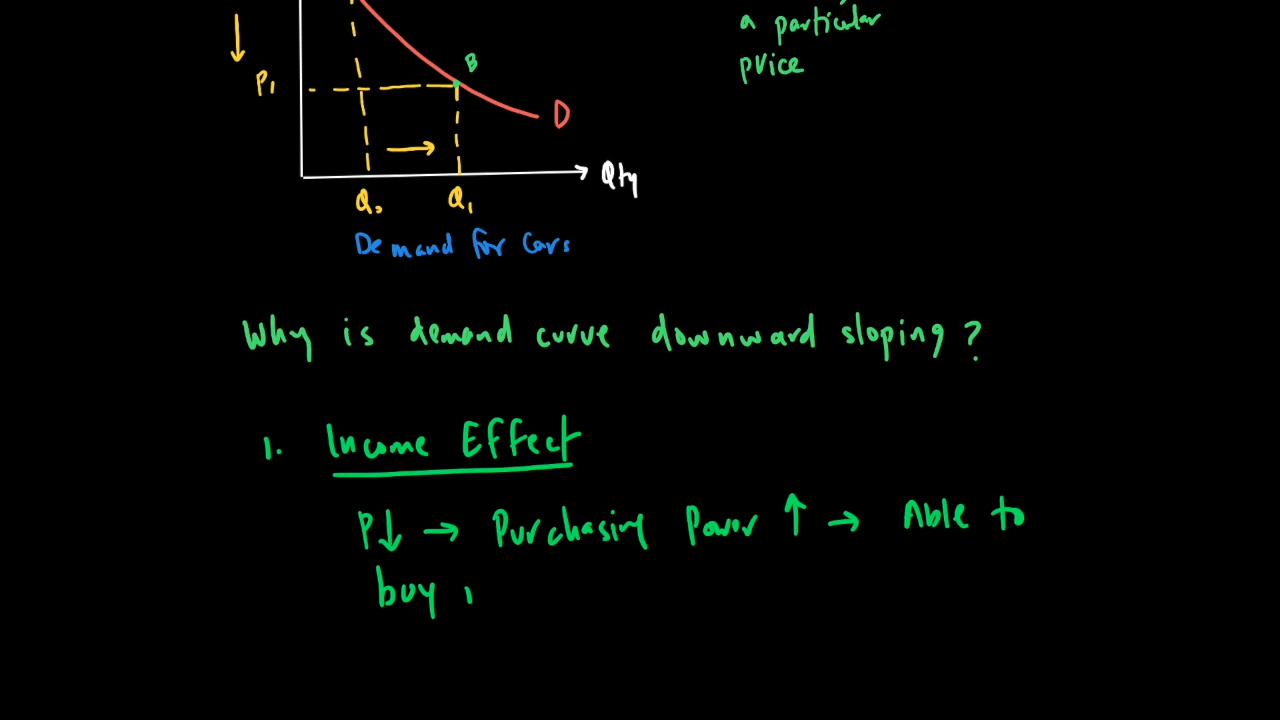 a particular
price
P₁
B
D
Qty
Q₀ Q₁
Demand for Cars
Why is demand curve downward sloping?
1. Income Effect
P↓ → Purchasing Power ↑ → Able to
buy